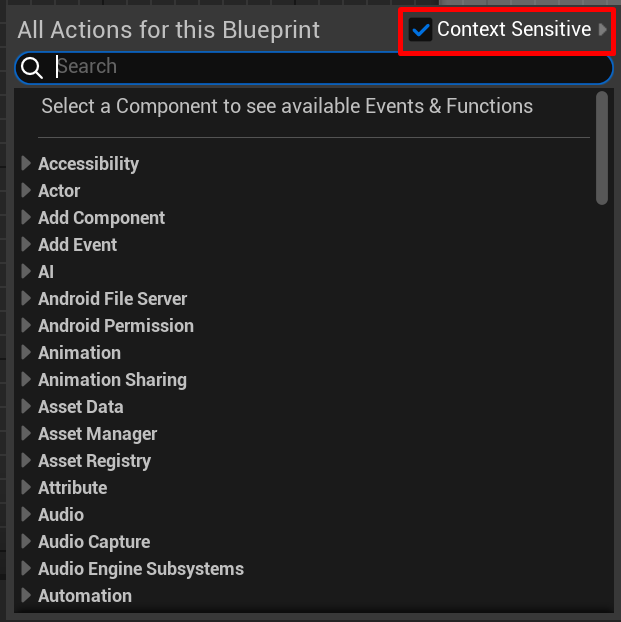 All Actions for this Blueprint Context Sensitive
Search
Select a Component to see available Events & Functions
Accessibility
Actor
Add Component
Add Event
AI
Android File Server
Android Permission
Animation
Animation Sharing
Asset Data
Asset Manager
Asset Registry
Attribute
Audio
Audio Capture
Audio Engine Subsystems
Automation